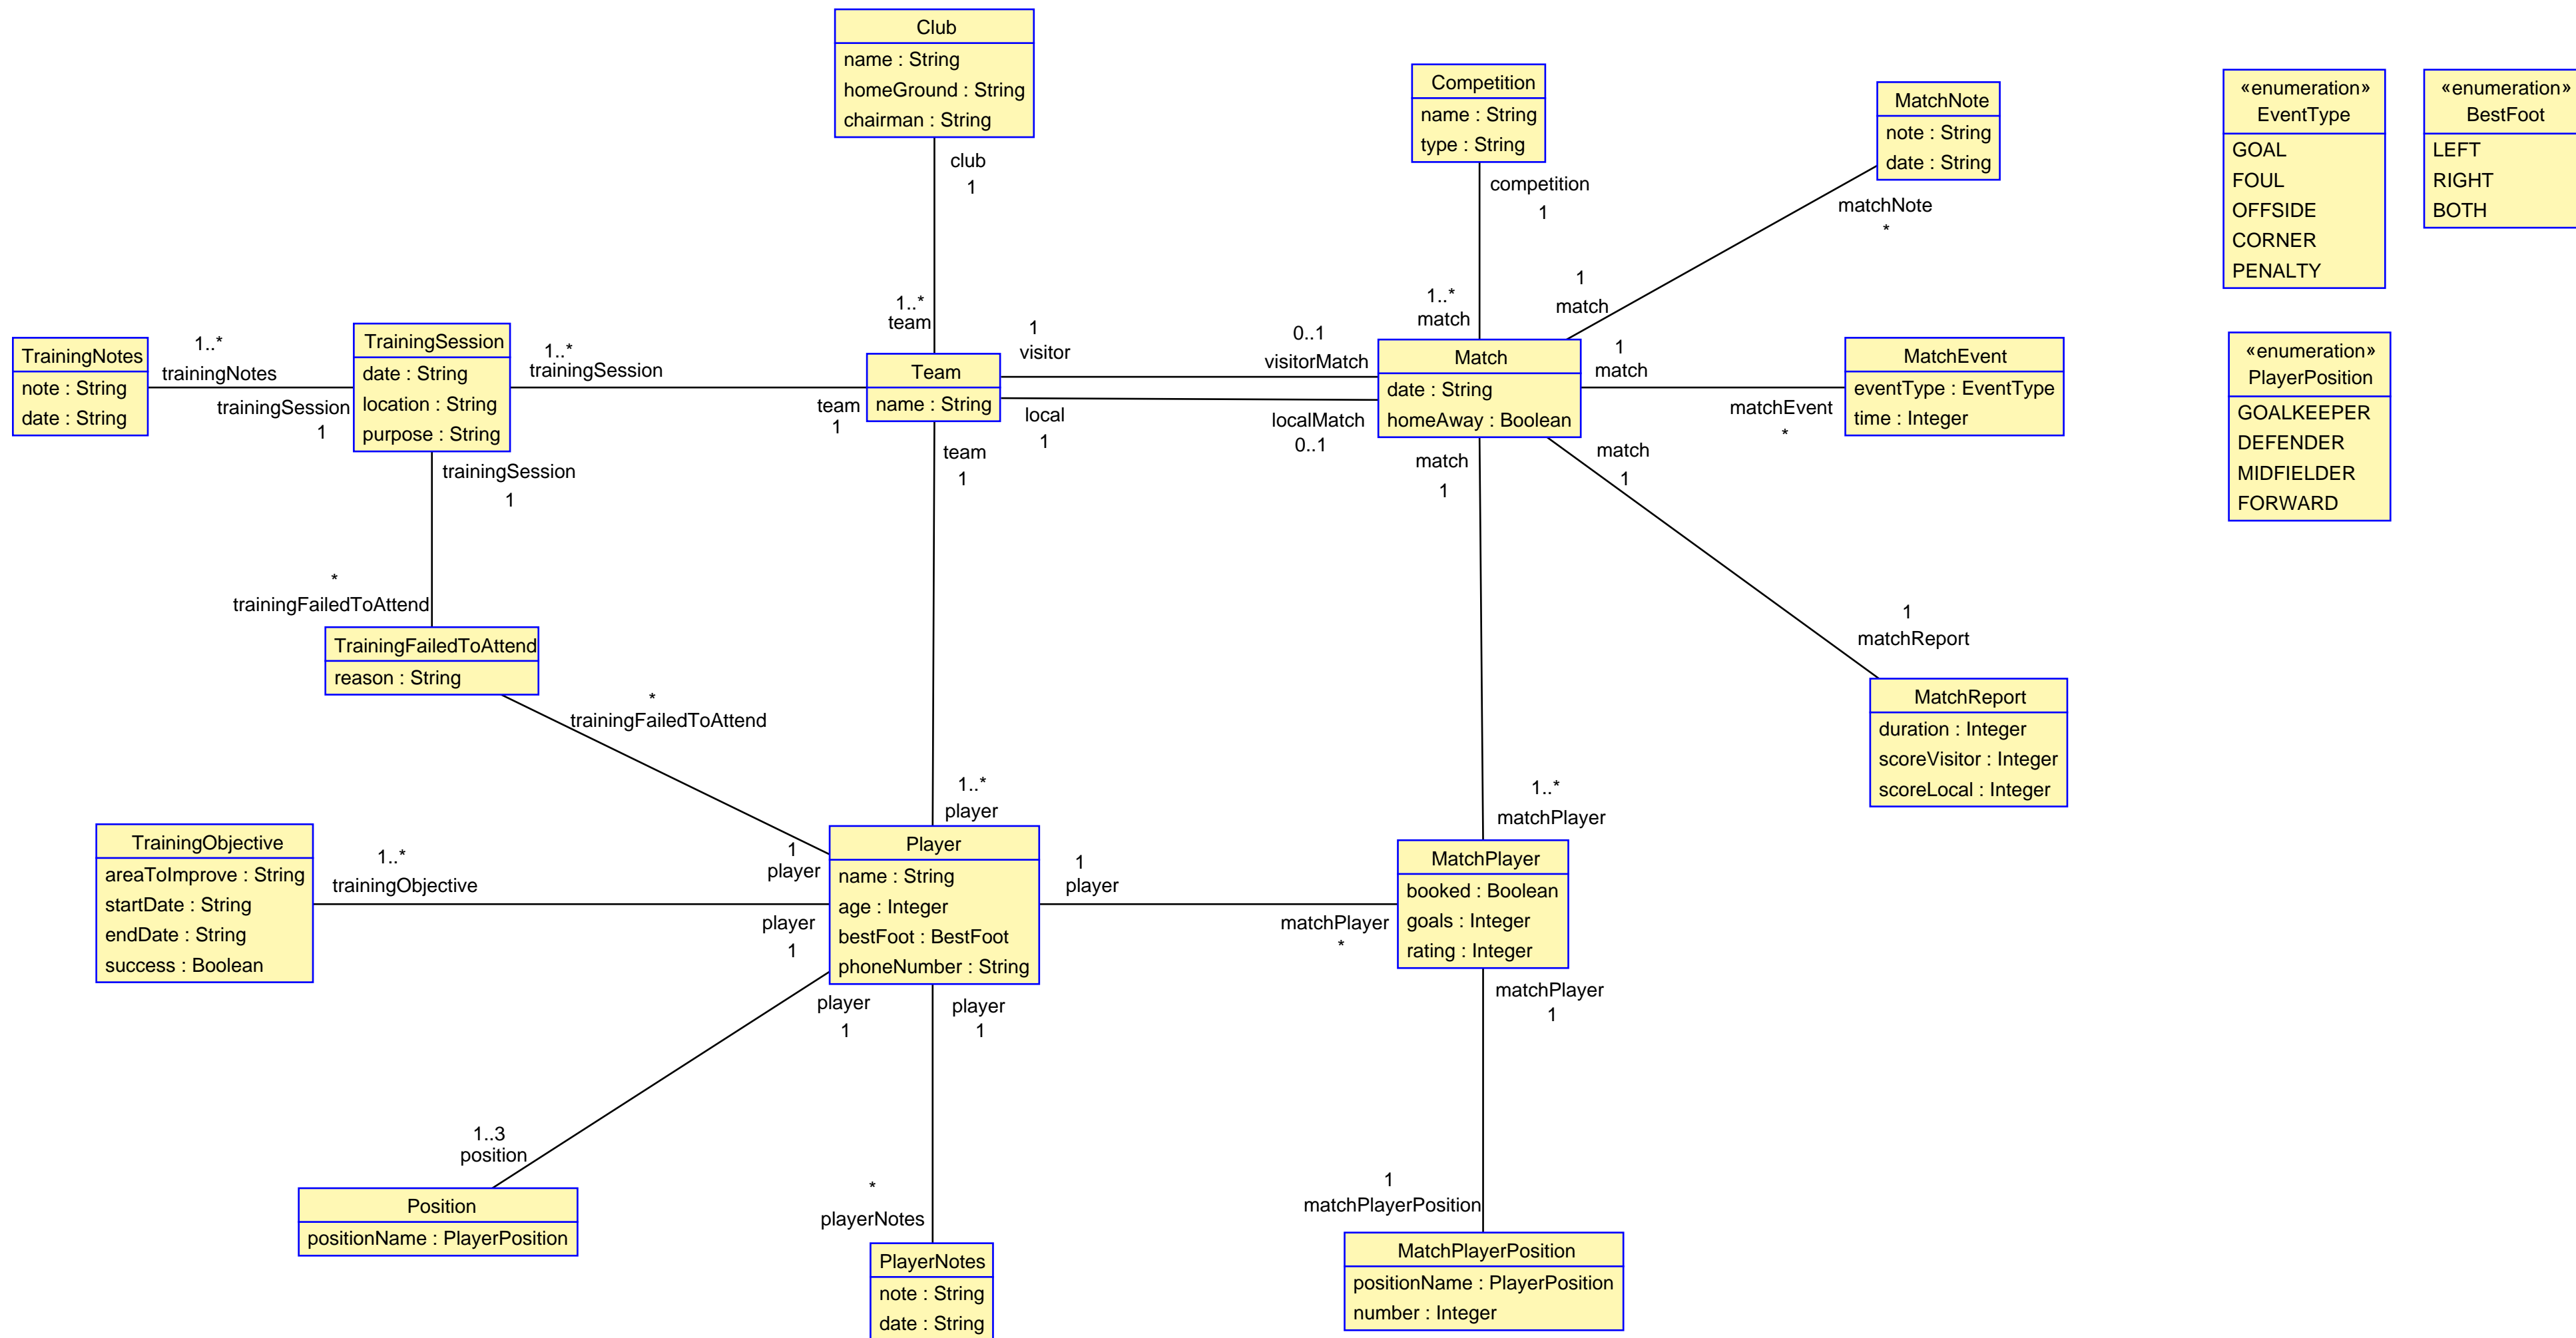 Club
name : String
homeGround : String
chairman : String
club
1
1..*
team
Competition
name : String
type : String
competition
1
1..*
match
MatchNote
note : String
date : String
matchNote
*
1
match
«enumeration»
EventType
GOAL
FOUL
OFFSIDE
CORNER
PENALTY
«enumeration»
BestFoot
LEFT
RIGHT
BOTH
«enumeration»
PlayerPosition
GOALKEEPER
DEFENDER
MIDFIELDER
FORWARD
TrainingNotes
note : String
date : String
1..*
trainingNotes
trainingSession
1
TrainingSession
date : String
location : String
purpose : String
1..*
trainingSession
team
1
Team
name : String
1
visitor
0..1
visitorMatch
local
1
localMatch
0..1
Match
date : String
homeAway : Boolean
1
match
matchEvent
*
MatchEvent
eventType : EventType
time : Integer
trainingSession
1
*
trainingFailedToAttend
team
1
1..*
player
match
1
1..*
matchPlayer
match
1
1
matchReport
TrainingFailedToAttend
reason : String
*
trainingFailedToAttend
1
player
MatchReport
duration : Integer
scoreVisitor : Integer
scoreLocal : Integer
TrainingObjective
areaToImprove : String
startDate : String
endDate : String
success : Boolean
1..*
trainingObjective
player
1
Player
name : String
age : Integer
bestFoot : BestFoot
phoneNumber : String
1
player
matchPlayer
*
MatchPlayer
booked : Boolean
goals : Integer
rating : Integer
player
1
1..3
position
player
1
*
playerNotes
matchPlayer
1
1
matchPlayerPosition
Position
positionName : PlayerPosition
PlayerNotes
note : String
date : String
MatchPlayerPosition
positionName : PlayerPosition
number : Integer